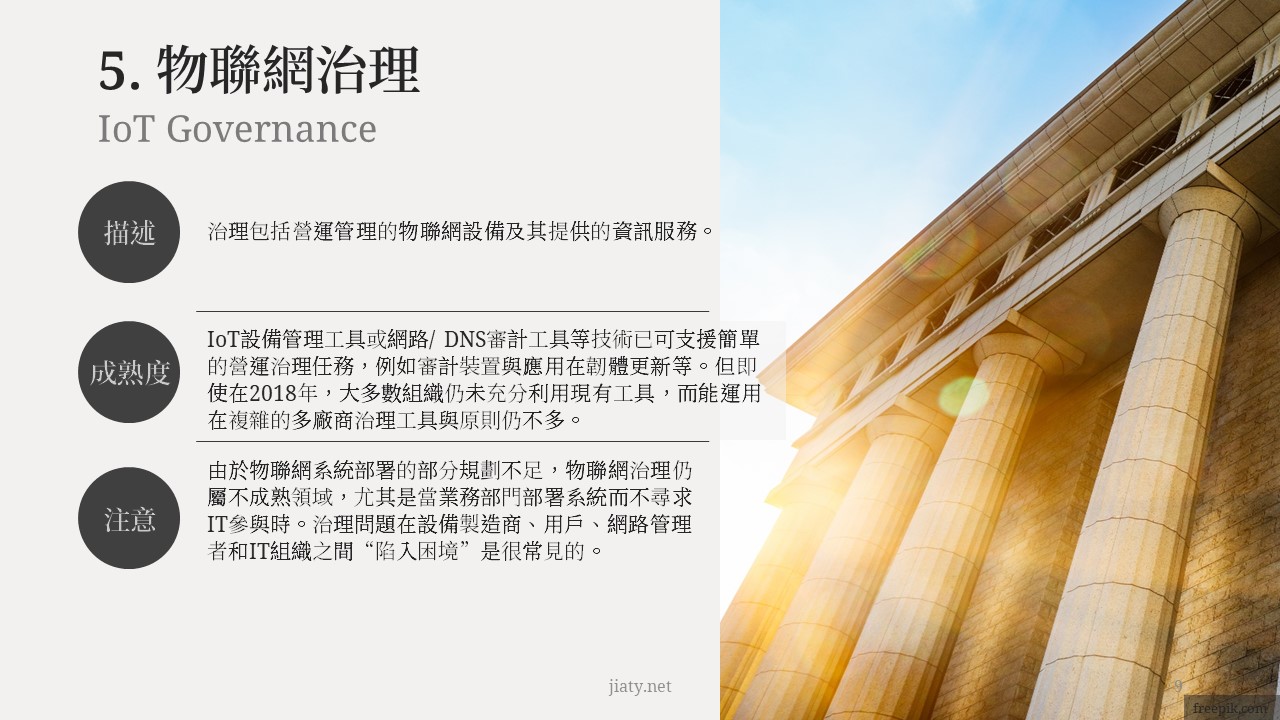 5. 物聯網治理
IoT Governance
描述
治理包括營運管理的物聯網設備及其提供的資訊服務。
成熟度
IoT設備管理工具或網路/ DNS審計工具等技術已可支援簡單
的營運治理任務，例如審計裝置與應用在韌體更新等。但即
使在2018年，大多數組織仍未充分利用現有工具，而能運用
在複雜的多廠商治理工具與原則仍不多。
注意
由於物聯網系統部署的部分規劃不足，物聯網治理仍
屬不成熟領域，尤其是當業務部門部署系統而不尋求
IT參與時。治理問題在設備製造商、用戶、網路管理
者和IT組織之間“陷入困境”是很常見的。
jiaty.net
9
freepik.com